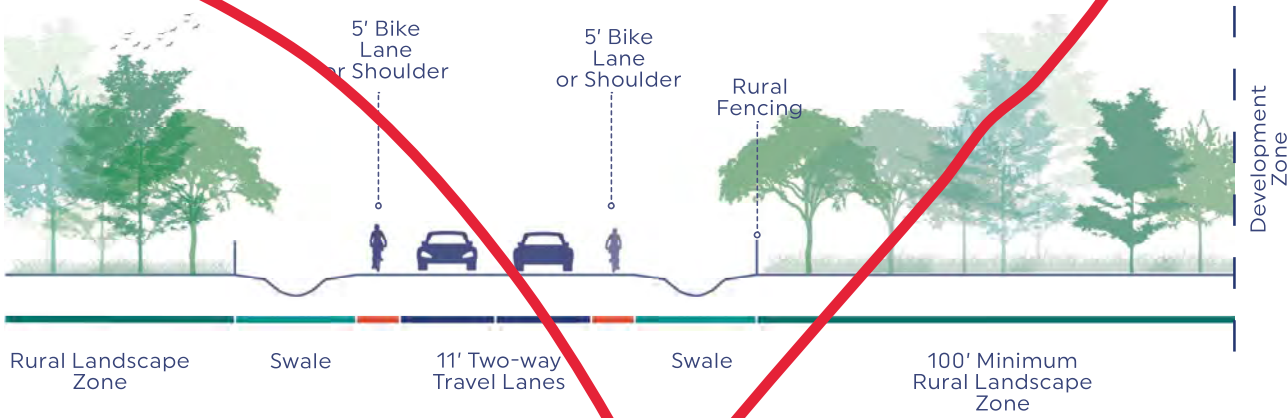 5' Bike
Lane
or Shoulder
5' Bike
Lane
or Shoulder
Rural
Fencing
Development
Zone
Rural Landscape
Zone
Swale
11' Two-way
Travel Lanes
Swale
100' Minimum
Rural Landscape
Zone